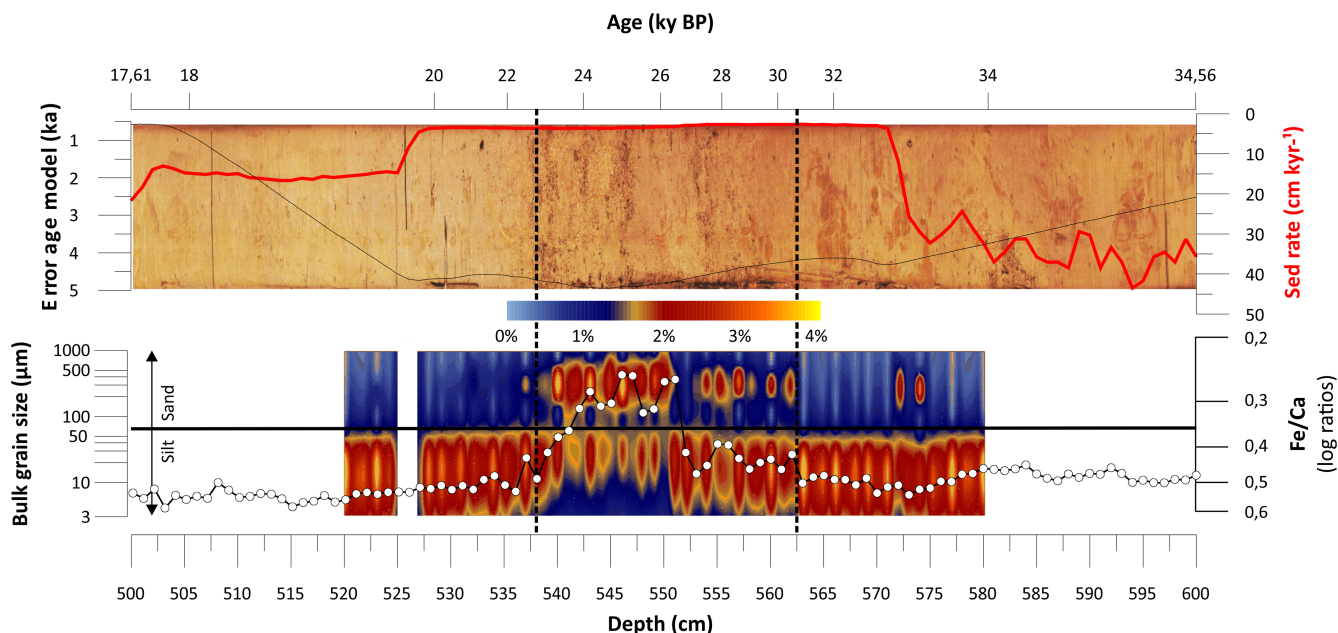 Age (ky BP)
17,61 18 20 22 24 26 28 30 32 34 34,56
E rror age model (ka)
1
2
3
4
5
0
10
20
30
40
50
Sed rate (cm kyr-1)
0% 1% 2% 3% 4%
Bulk grain size (µm)
1000
500
100
50
10
3
Sand
Silt
0,2
0,3
0,4
0,5
0,6
Fe/Ca
(log ratios)
500 505 510 515 520 525 530 535 540 545 550 555 560 565 570 575 580 585 590 595 600
Depth (cm)